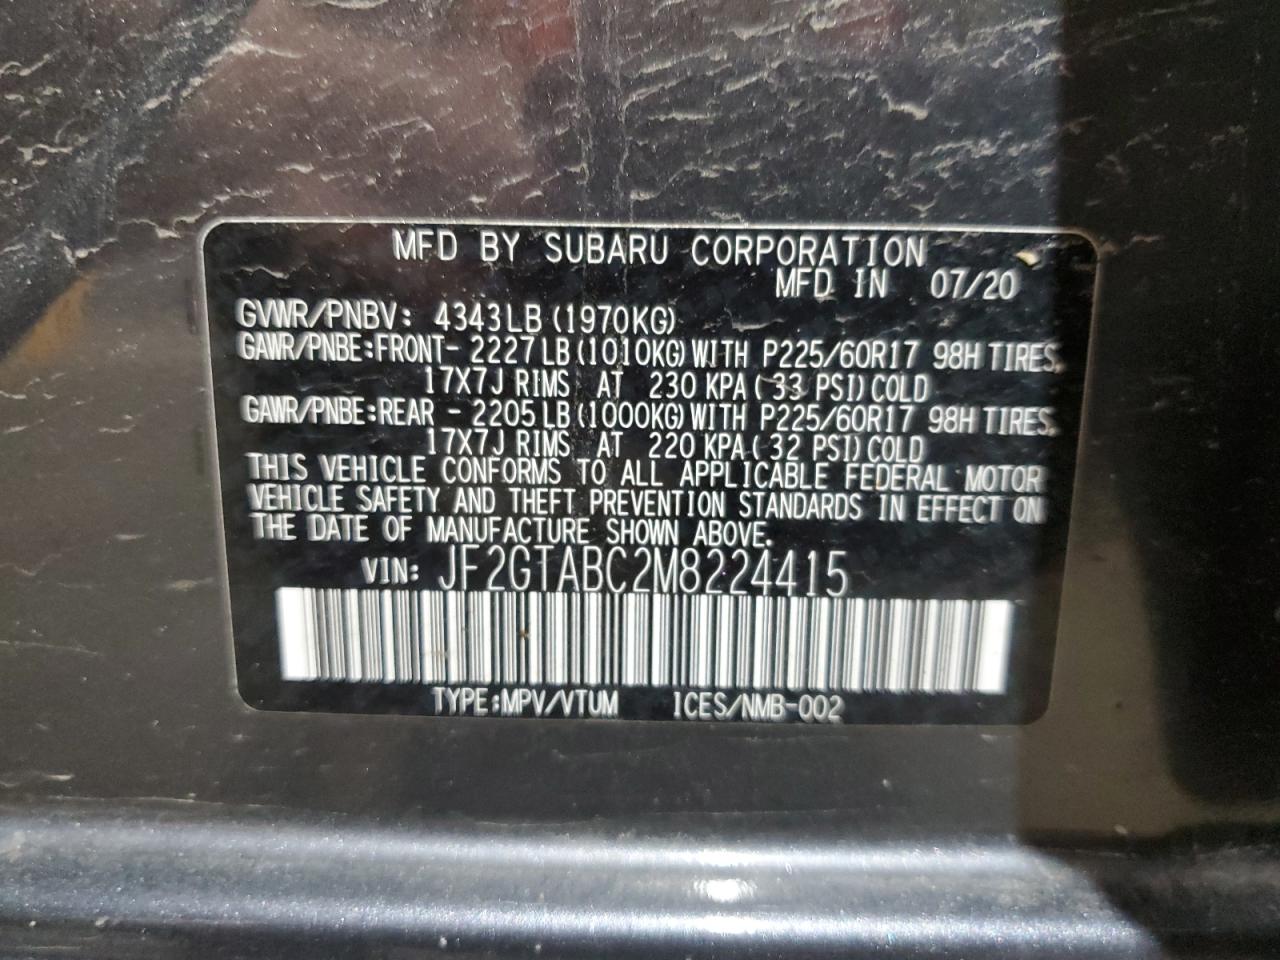 MFD BY SUBARU CORPORATION
MFD IN 07/20
GVWR/PNBV: 4343LB (1970KG)
GAWR/PNBE:FRONT- 2227 LB (1010KG) WITH P225/60R17 98H TIRES,
17X7J RIMS AT 230 KPA ( 33 PSI) COLD
GAWR/PNBE:REAR - 2205 LB (1000KG) WITH P225/60R17 98H TIRES,
17X7J RIMS AT 220 KPA ( 32 PSI) COLD
THIS VEHICLE CONFORMS TO ALL APPLICABLE FEDERAL MOTOR
VEHICLE SAFETY AND THEFT PREVENTION STANDARDS IN EFFECT ON
THE DATE OF MANUFACTURE SHOWN ABOVE.
VIN: JF2GTABC2M8224415
TYPE:MPV/VTUM ICES/NMB-002